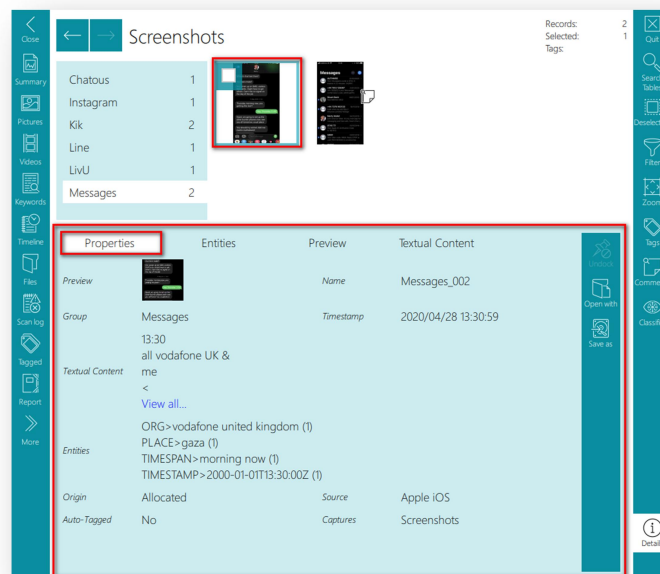 Close
Summary
Pictures
Videos
Keywords
Timeline
Files
Scan log
Tagged
Report
More
Screenshots
Records: 2
Selected: 1
Tags:
Chatous 1
Instagram 1
Kik 2
Line 1
LivU 1
Messages 2
Messages
Properties Entities Preview Textual Content
Preview
Name Messages_002
Group Messages Timestamp 2020/04/28 13:30:59
Textual Content
13:30
all vodafone UK &
me
<
View all...
Entities
ORG>vodafone united kingdom (1)
PLACE>gaza (1)
TIMESPAN>morning now (1)
TIMESTAMP>2000-01-01T13:30:00Z (1)
Origin Allocated Source Apple iOS
Auto-Tagged No Captures Screenshots
Unstack
Open with
Save as
Quit
Search
Tables
Deselect
Filter
Zoom
Tags
Comme
Classifi
Detail